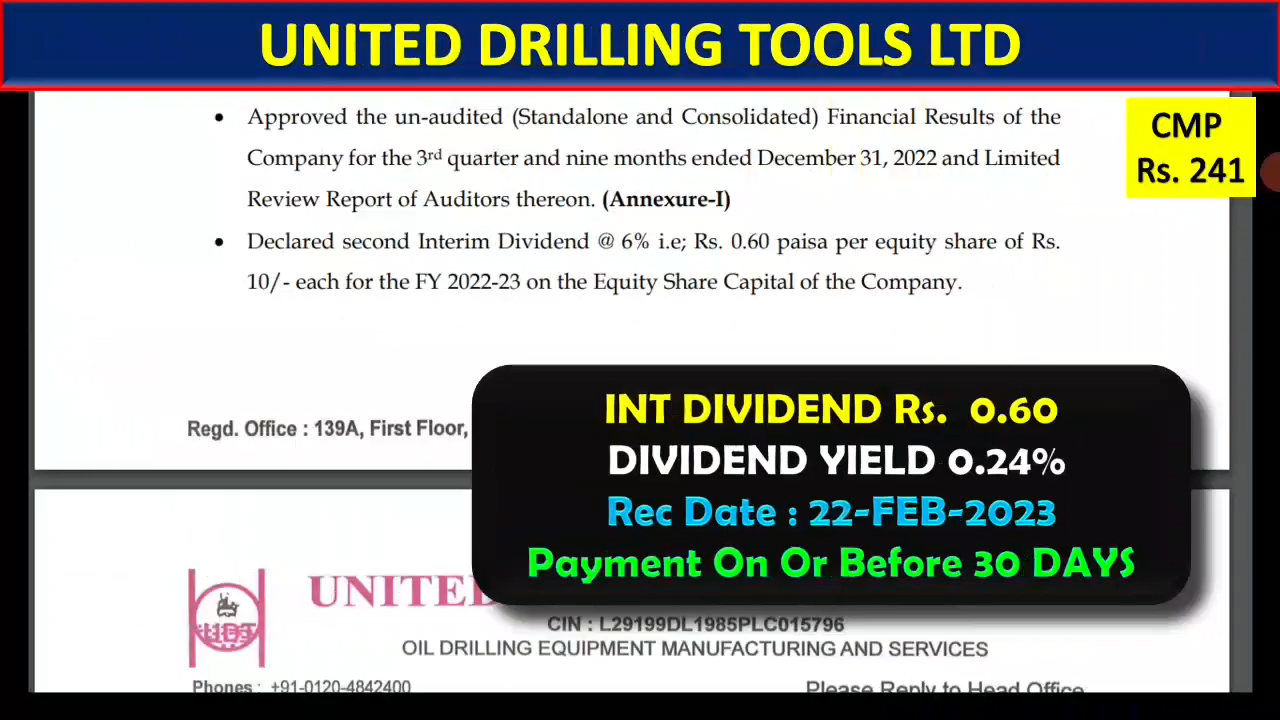 UNITED DRILLING TOOLS LTD
• Approved the un-audited (Standalone and Consolidated) Financial Results of the
Company for the 3rd quarter and nine months ended December 31, 2022 and Limited
Review Report of Auditors thereon. (Annexure-I)
CMP
Rs. 241
• Declared second Interim Dividend @ 6% i.e; Rs. 0.60 paisa per equity share of Rs.
10/- each for the FY 2022-23 on the Equity Share Capital of the Company.
Regd. Office : 139A, First Floor,
INT DIVIDEND Rs. 0.60
DIVIDEND YIELD 0.24%
Rec Date : 22-FEB-2023
Payment On Or Before 30 DAYS
UNITED
UDT
CIN : L29199DL1985PLC015796
OIL DRILLING EQUIPMENT MANUFACTURING AND SERVICES
Phones : +91-0120-4842400
Please Reply to Head Office